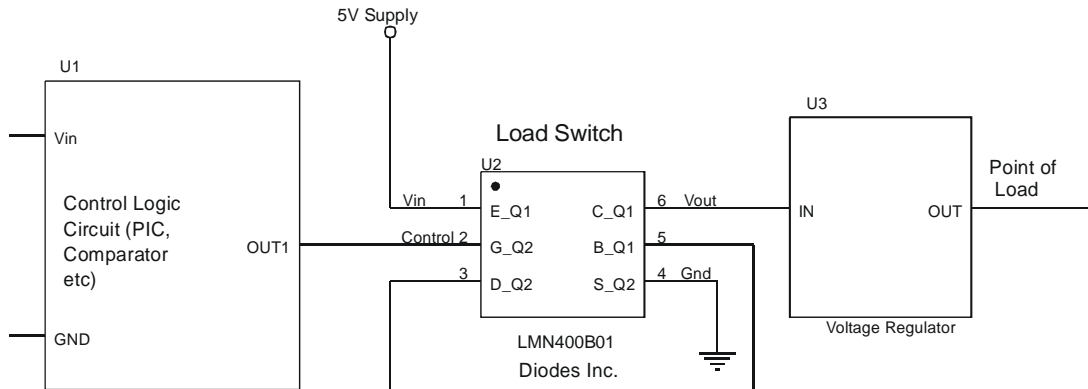 5V Supply
U1
Vin
Control Logic
Circuit (PIC,
Comparator
etc)
OUT1
GND
Load Switch
U2
Vin 1
E_Q1
C_Q1
6 Vout
Control 2
G_Q2
B_Q1
5
3
D_Q2
S_Q2
4 Gnd
LMN400B01
Diodes Inc.
U3
IN
OUT
Voltage Regulator
Point of
Load